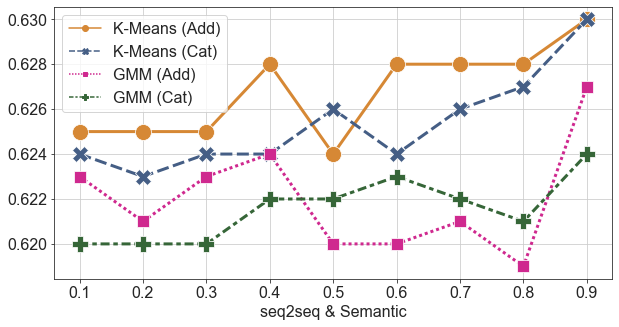 0.630
0.628
0.626
0.624
0.622
0.620
K-Means (Add)
K-Means (Cat)
GMM (Add)
GMM (Cat)
0.1 0.2 0.3 0.4 0.5 0.6 0.7 0.8 0.9
seq2seq & Semantic